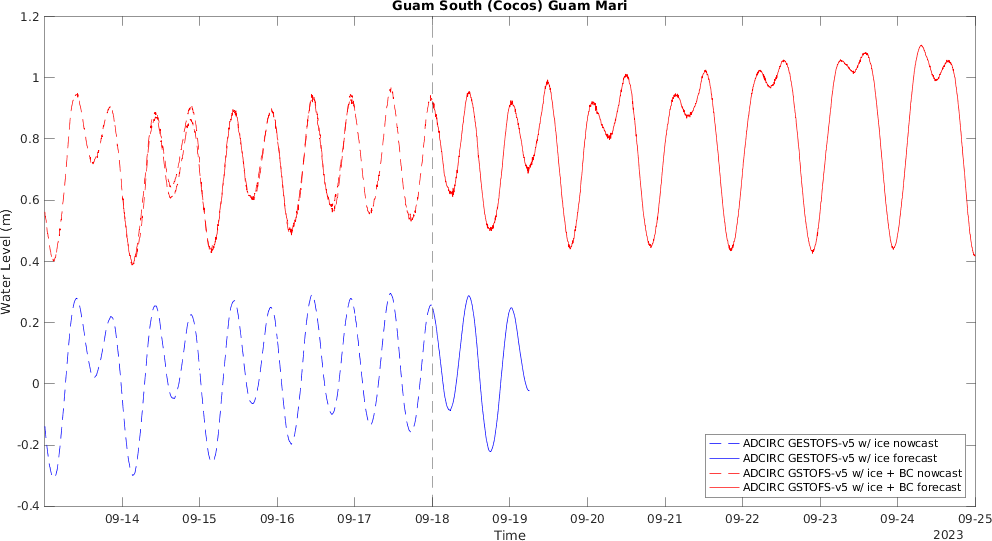 Guam South (Cocos) Guam Mari
1.2
1
0.8
0.6
0.4
0.2
0
-0.2
-0.4
Water Level (m)
ADCIRC GESTOFS-v5 w/ ice nowcast
ADCIRC GESTOFS-v5 w/ ice forecast
ADCIRC GSTOFS-v5 w/ ice + BC nowcast
ADCIRC GSTOFS-v5 w/ ice + BC forecast
09-14 09-15 09-16 09-17 09-18 09-19 09-20 09-21 09-22 09-23 09-24 09-25
Time
2023